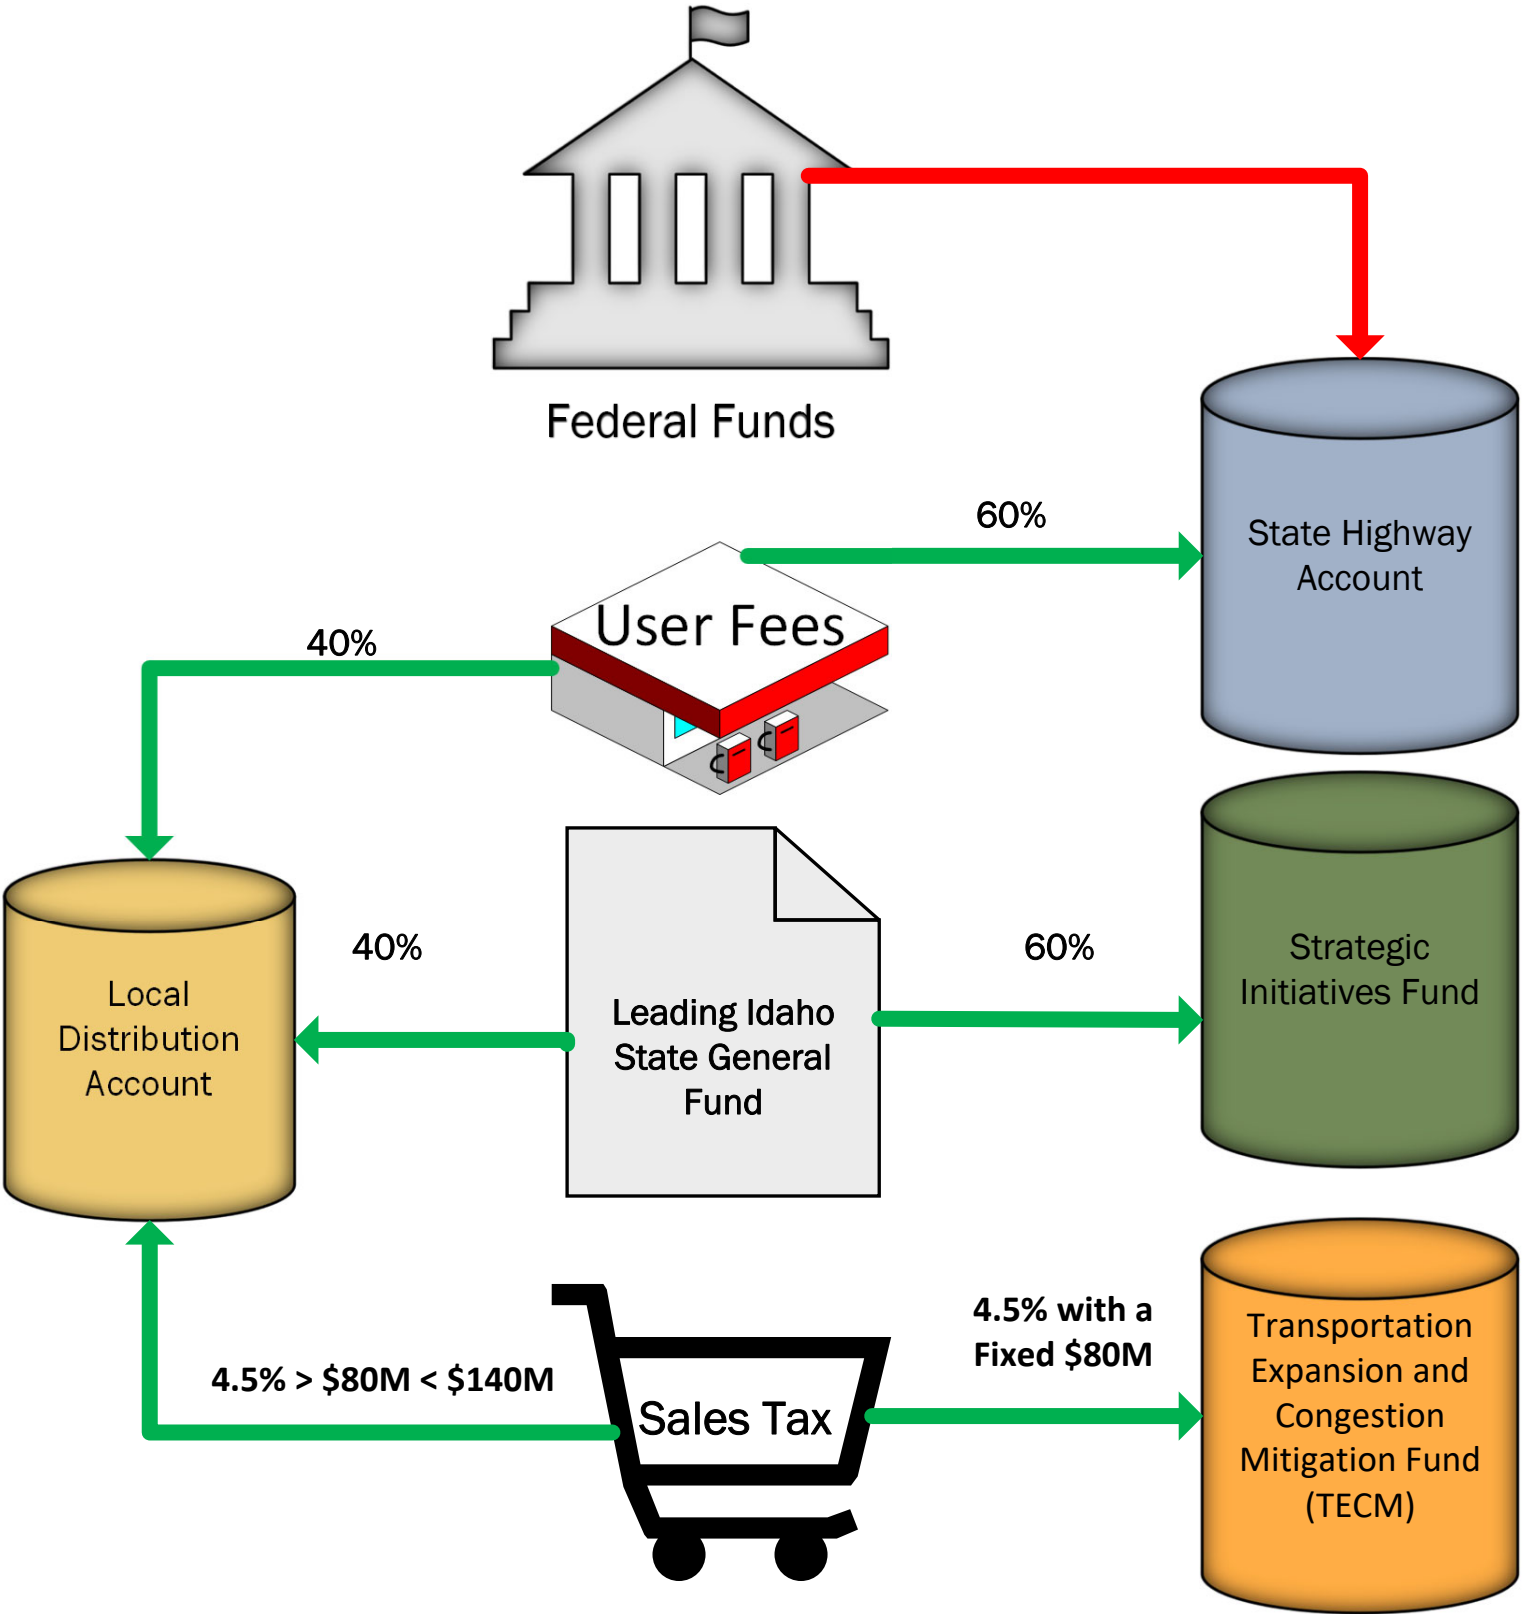 Federal Funds
60%
State Highway
Account
User Fees
40%
Strategic
Initiatives Fund
40%
60%
Local
Distribution
Account
Leading Idaho
State General
Fund
4.5% with a
Fixed $80M
Transportation
Expansion and
Congestion
Mitigation Fund
(TECM)
4.5% > $80M < $140M
Sales Tax